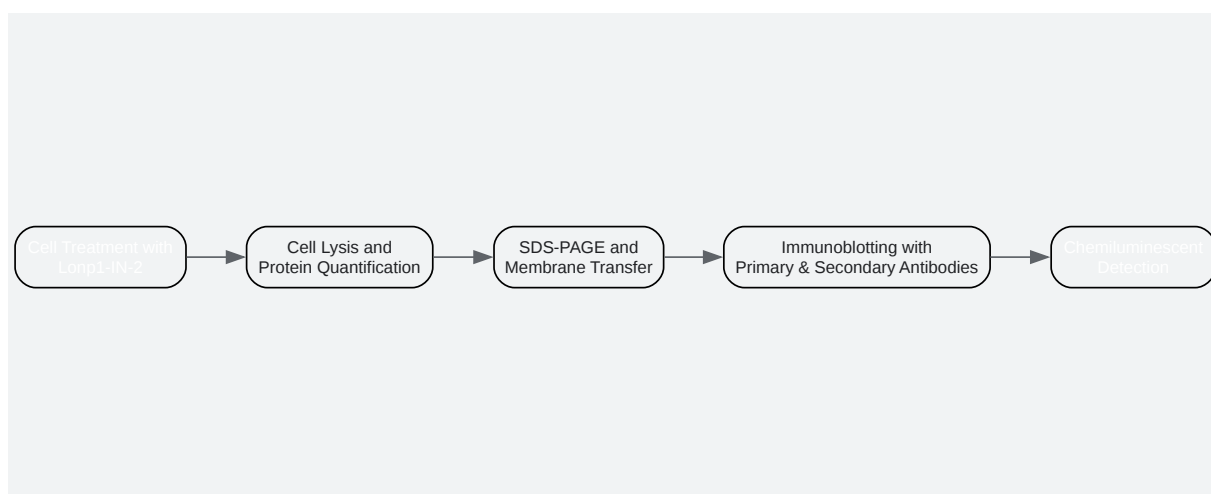 Cell Treatment with
Lonp1-IN-2
Cell Lysis and
Protein Quantification
SDS-PAGE and
Membrane Transfer
Immunoblotting with
Primary & Secondary Antibodies
Chemiluminescent
Detection